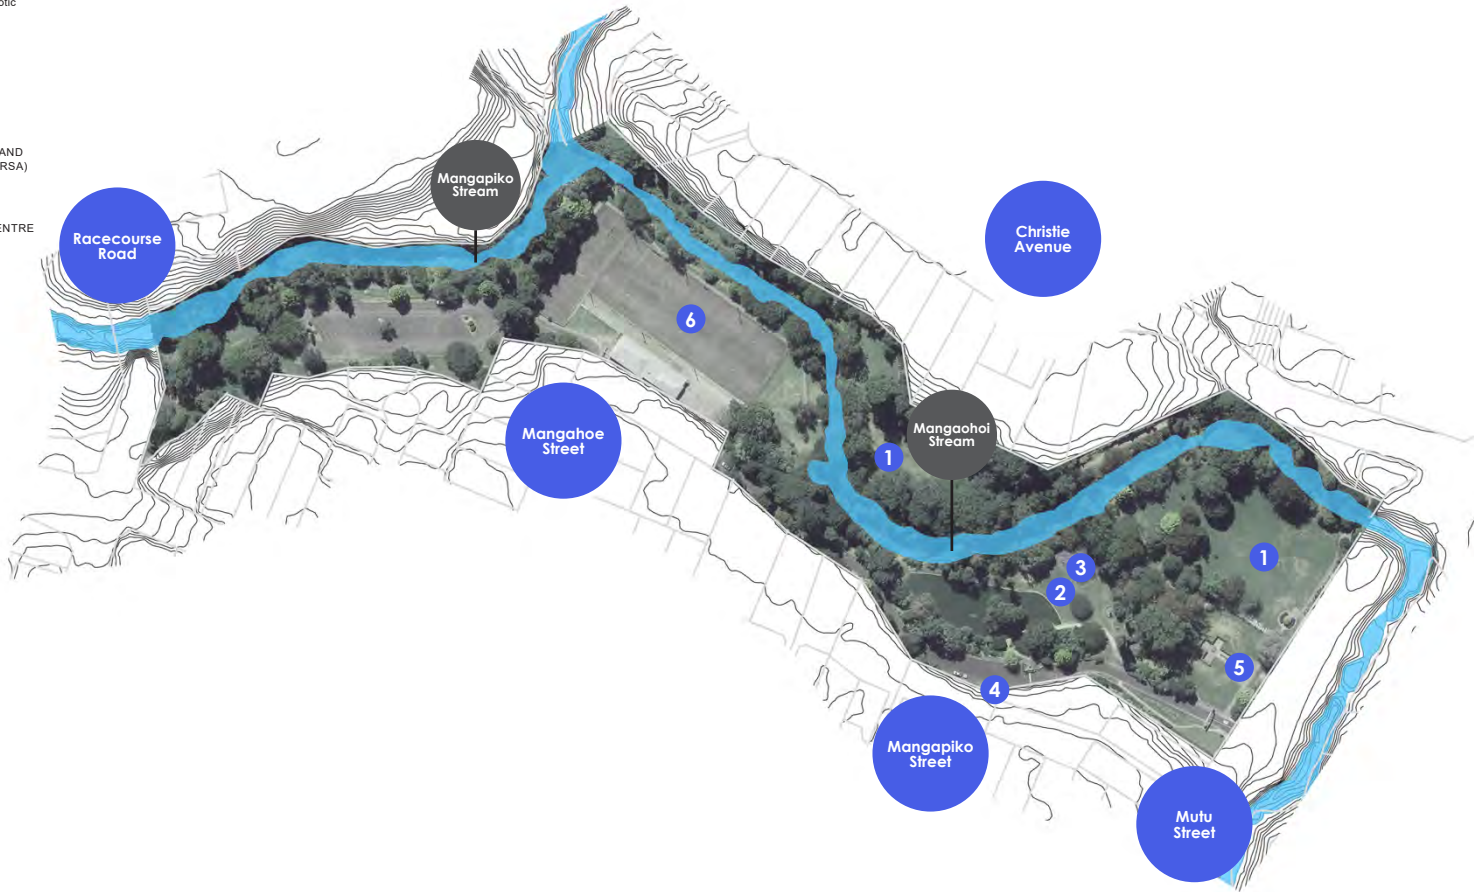 AND
RSA)
Racecourse
Road
Mangapiko
Stream
Christie
Avenue
6
Mangahoe
Street
Mangaohoi
Stream
1
3
2
1
5
4
Mangapiko
Street
Mutu
Street